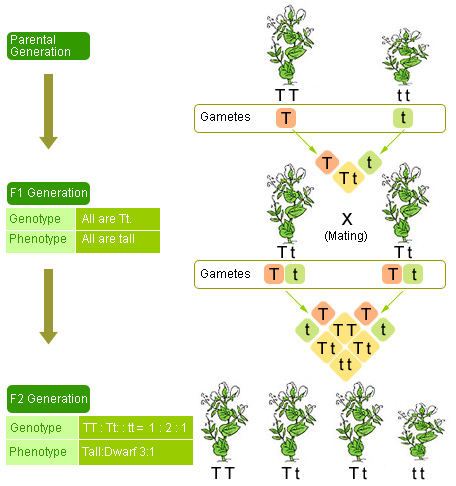 Parental
Generation
T T
t t
Gametes
T
t
T
t
T t
F1 Generation
Genotype
All are Tt.
Phenotype
All are tall
X
(Mating)
T t
T t
Gametes
T
t
T
t
T
T
t
T T
t
T t
T t
t t
F2 Generation
Genotype
TT : Tt : : tt = 1 : 2 : 1
Phenotype
Tall:Dwarf 3:1
T T
T t
T t
t t